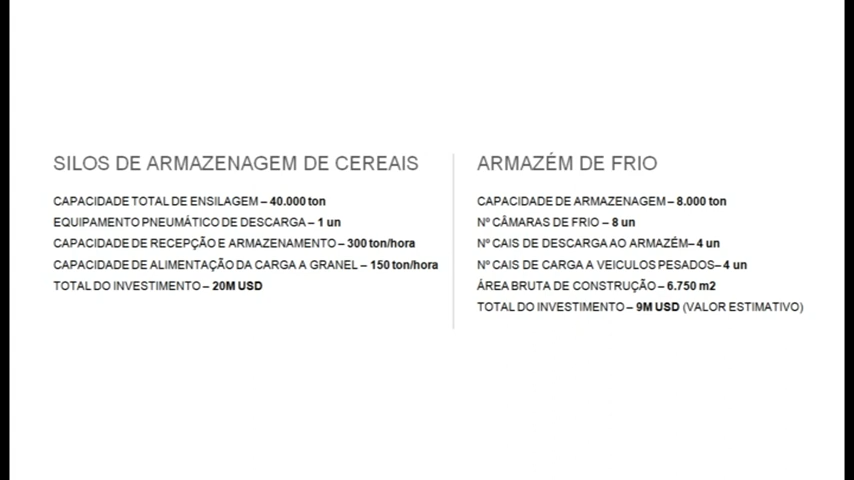 SILOS DE ARMAZENAGEM DE CEREAIS
CAPACIDADE TOTAL DE ENSILAGEM – 40.000 ton
EQUIPAMENTO PNEUMÁTICO DE DESCARGA – 1 un
CAPACIDADE DE RECEPÇÃO E ARMAZENAMENTO – 300 ton/hora
CAPACIDADE DE ALIMENTAÇÃO DA CARGA A GRANEL – 150 ton/hora
TOTAL DO INVESTIMENTO – 20M USD
ARMAZÉM DE FRIO
CAPACIDADE DE ARMAZENAGEM – 8.000 ton
Nº CÂMARAS DE FRIO – 8 un
Nº CAIS DE DESCARGA AO ARMAZÉM– 4 un
Nº CAIS DE CARGA A VEICULOS PESADOS– 4 un
ÁREA BRUTA DE CONSTRUÇÃO – 6.750 m2
TOTAL DO INVESTIMENTO – 9M USD (VALOR ESTIMATIVO)